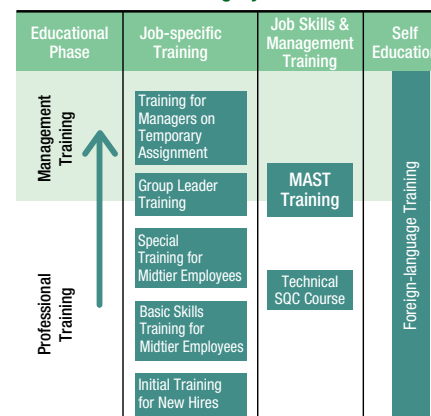 Educational
Phase
Job-specific
Training
Job Skills &
Management
Training
Self
Management
Training
Professional
Training
Training for
Managers on
Temporary
Assignment
Group Leader
Training
Special
Training for
Midtier Employees
Basic Skills
Training for
Midtier Employees
Initial Training
for New Hires
MAST
Training
Technical
SQC Course
Foreign-language Training